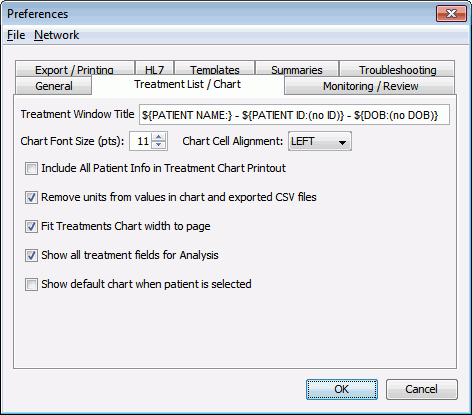 Preferences
File Network
Export / Printing HL7 Templates Summaries Troubleshooting
General Treatment List / Chart Monitoring / Review
Treatment Window Title ${PATIENT NAME:} - ${PATIENT ID:(no ID)} - ${DOB:(no DOB)}
Chart Font Size (pts): 11 Chart Cell Alignment: LEFT
Include All Patient Info in Treatment Chart Printout
Remove units from values in chart and exported CSV files
Fit Treatments Chart width to page
Show all treatment fields for Analysis
Show default chart when patient is selected
OK Cancel